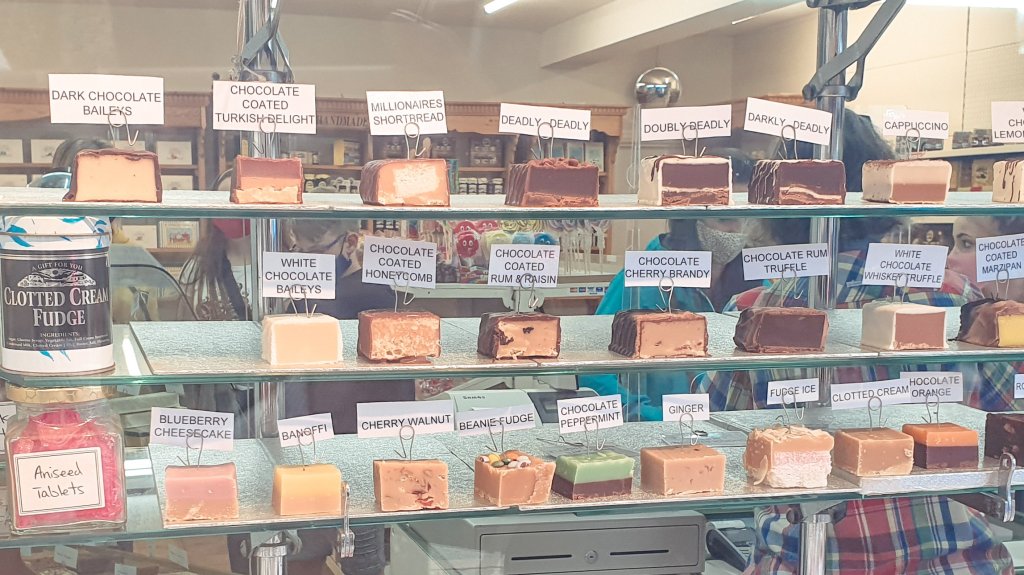 DARK CHOCOLATE
BAILEYS
CHOCOLATE
COATED
TURKISH DELIGHT
MILLIONAIRES
SHORTBREAD
DEADLY DEADLY
DOUBLY DEADLY
DARKLY DEADLY
CAPPUCCINO
HANDMADE
WHITE
CHOCOLATE
BAILEYS
CHOCOLATE
COATED
HONEYCOMB
CHOCOLATE
COATED
RUM & RAISIN
CHOCOLATE
CHERRY BRANDY
CHOCOLATE RUM
TRUFFLE
WHITE
CHOCOLATE
WHISKEY TRUFFLE
CHOCOLATE
COATED
MARZIPAN
A GIFT FOR YOU
CLOTTED CREAM
FUDGE
INGREDIENTS:
Aniseed
Tablets
BLUEBERRY
CHEESECAKE
BANOFFI
CHERRY WALNUT
BEANIE FUDGE
CHOCOLATE
PEPPERMINT
GINGER
FUDGE ICE
CLOTTED CREAM
HOCOLATE
ORANGE